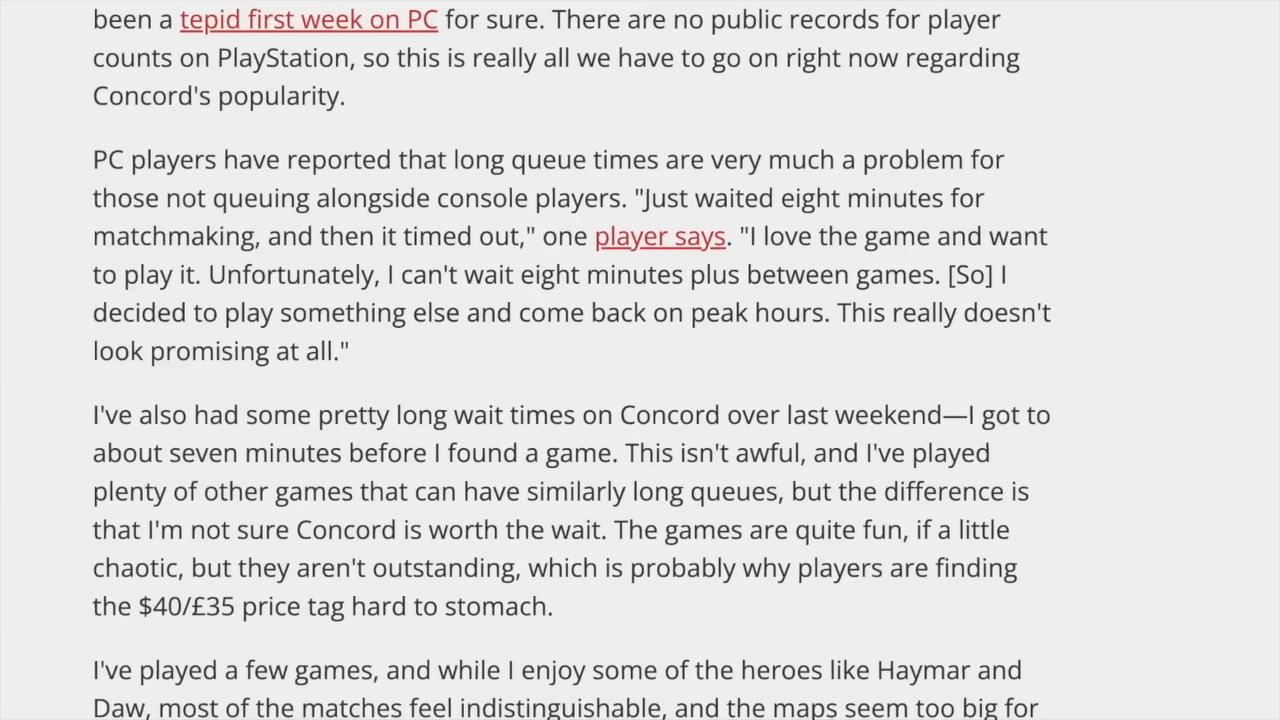 been a tepid first week on PC for sure. There are no public records for player
counts on PlayStation, so this is really all we have to go on right now regarding
Concord's popularity.
PC players have reported that long queue times are very much a problem for
those not queuing alongside console players. "Just waited eight minutes for
matchmaking, and then it timed out," one player says. "I love the game and want
to play it. Unfortunately, I can't wait eight minutes plus between games. [So] I
decided to play something else and come back on peak hours. This really doesn't
look promising at all."
I've also had some pretty long wait times on Concord over last weekend—I got to
about seven minutes before I found a game. This isn't awful, and I've played
plenty of other games that can have similarly long queues, but the difference is
that I'm not sure Concord is worth the wait. The games are quite fun, if a little
chaotic, but they aren't outstanding, which is probably why players are finding
the $40/£35 price tag hard to stomach.
I've played a few games, and while I enjoy some of the heroes like Haymar and
Daw, most of the matches feel indistinguishable, and the maps seem too big for